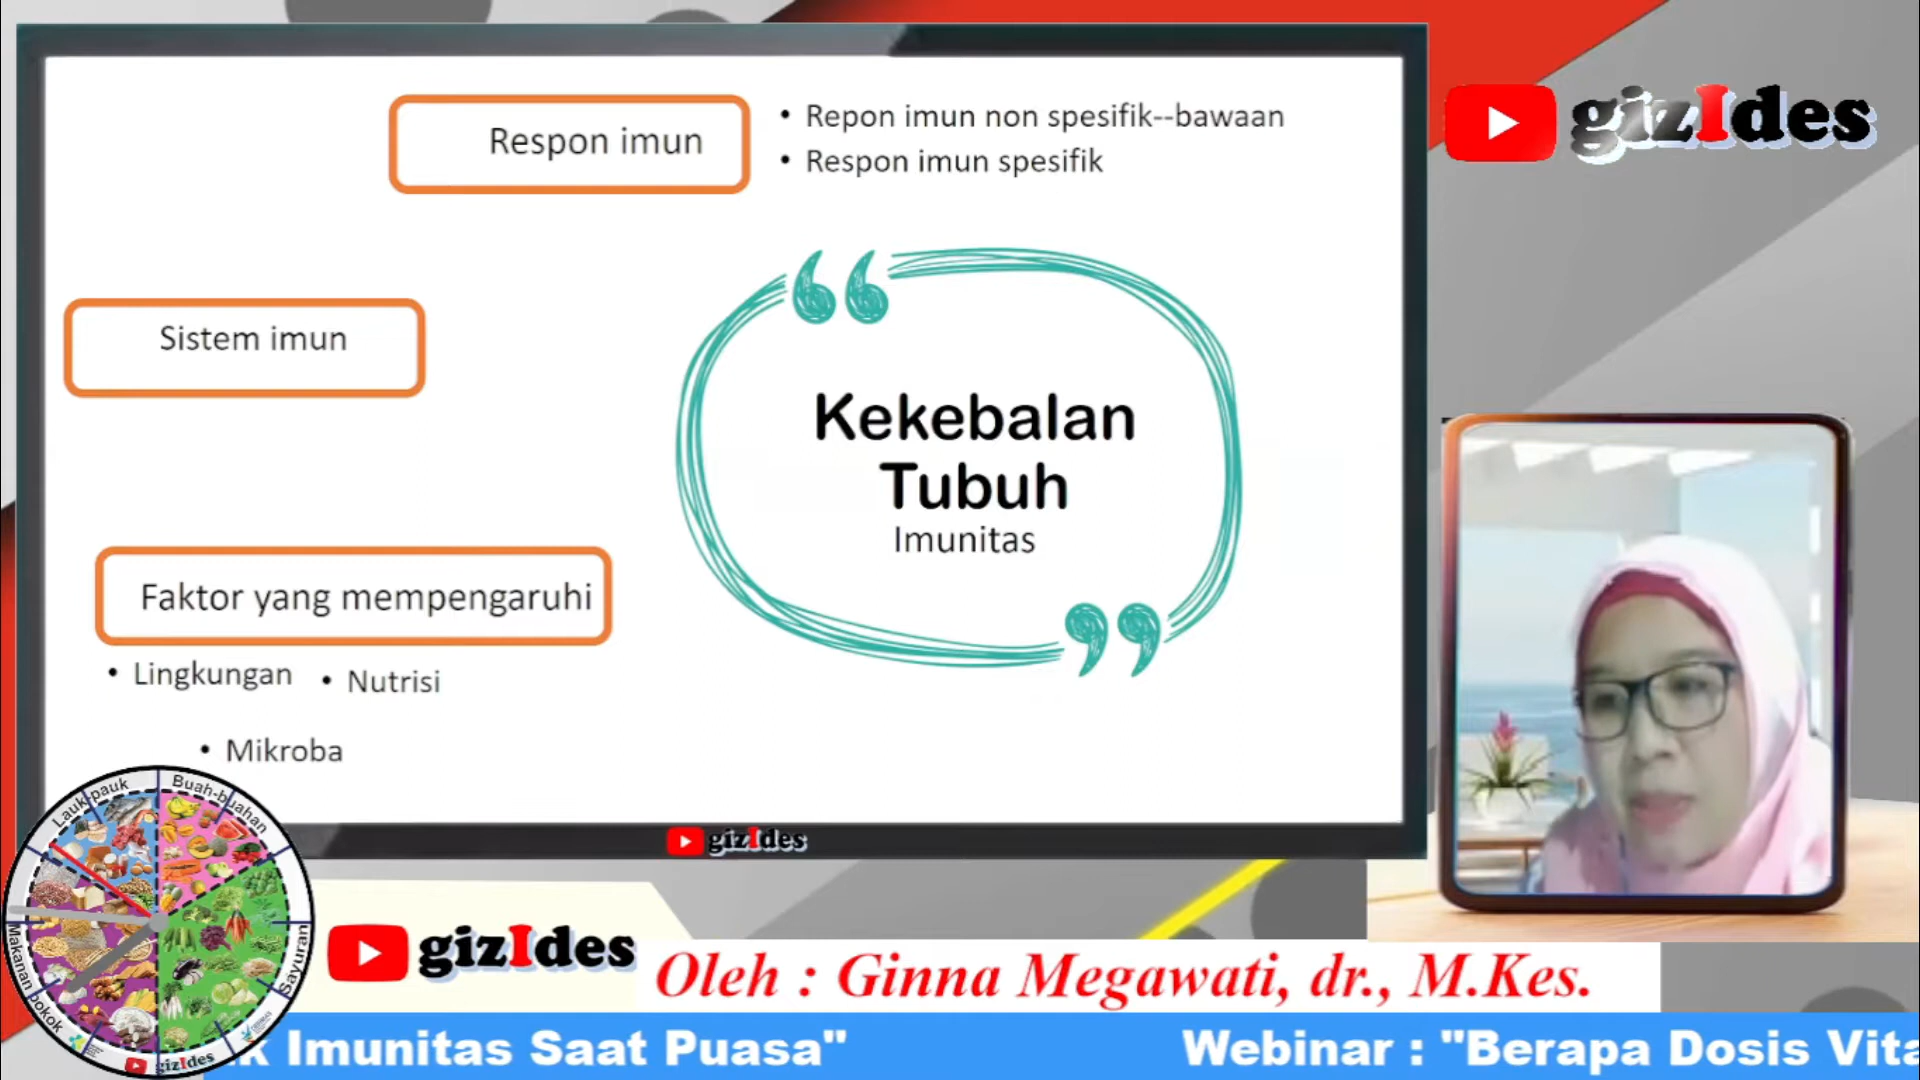 Respon imun
• Repon imun non spesifik--bawaan
• Respon imun spesifik
gizIdes
Sistem imun
Kekebalan
Tubuh
Imunitas
Faktor yang mempengaruhi
• Lingkungan
• Nutrisi
• Mikroba
gizIdes
Lauk-pauk
Buah-buahan
Makanan pokok
Sayuran
gizIdes
gizIdes
Oleh : Ginna Megawati, dr., M.Kes.
k Imunitas Saat Puasa"
Webinar : "Berapa Dosis Vita